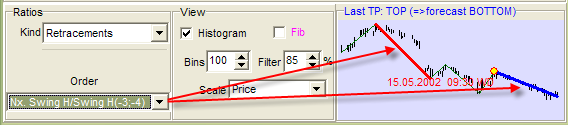 Ratios
Kind Retracements
Order
Nx. Swing H/Swing H(-3;-4)
View
Histogram Fib
Bins 100 Filter 85 %
Scale Price
Last TP: TOP (=>forecast BOTTOM)
15.05.2002 09:30